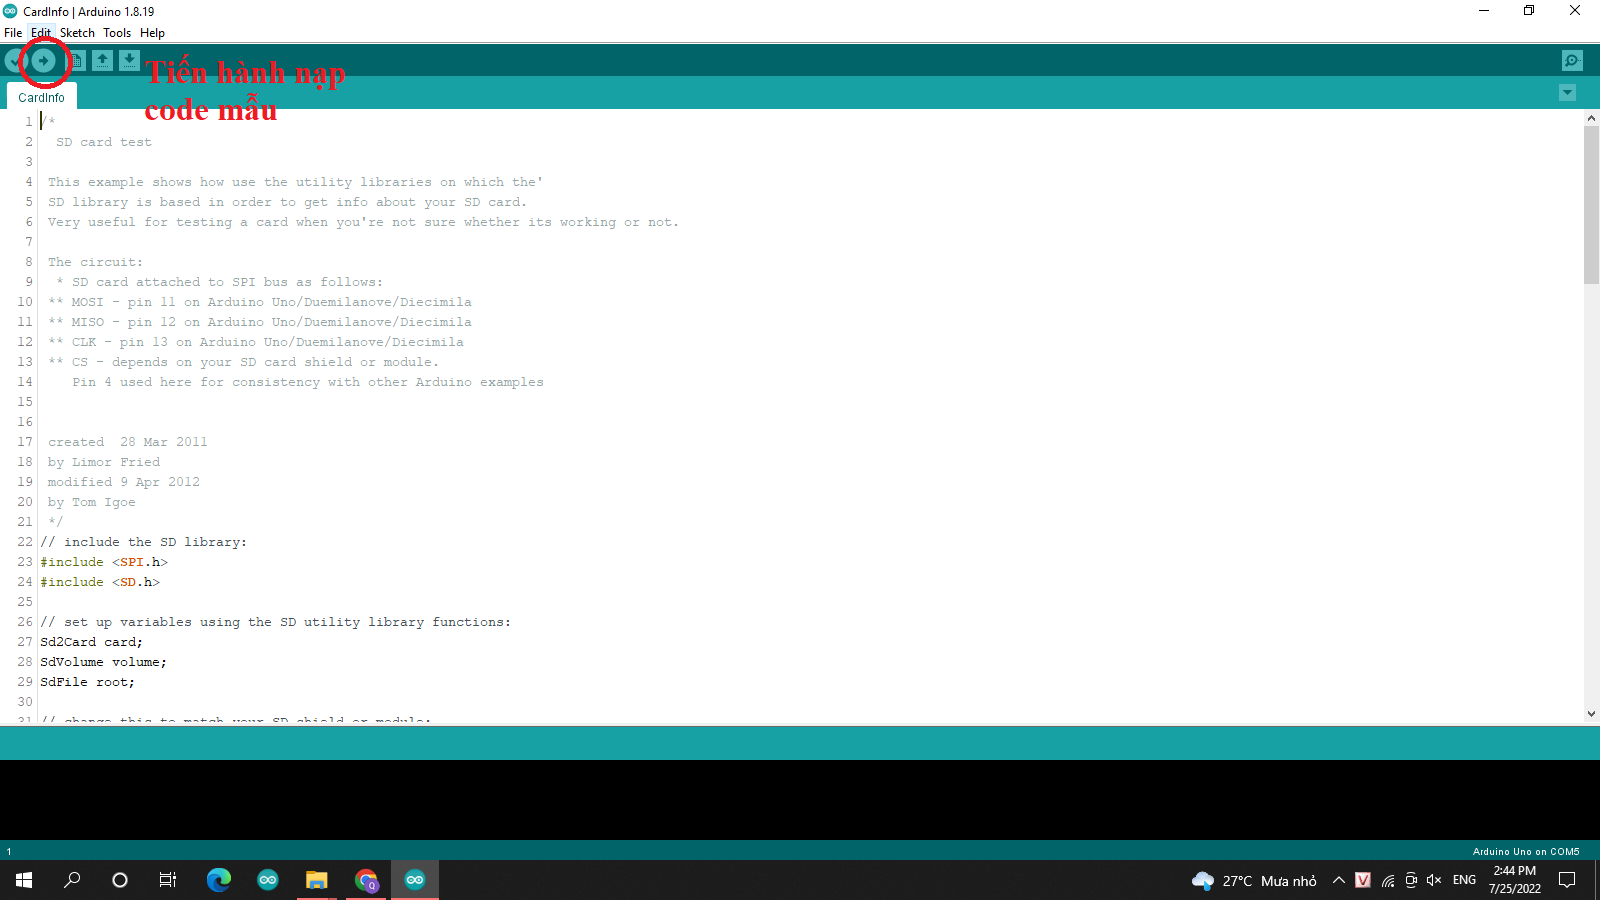 CardInfo | Arduino 1.8.19
File Edit Sketch Tools Help
Tiến hành nạp
code mẫu
CardInfo
1 /*
2 SD card test
3
4 This example shows how use the utility libraries on which the'
5 SD library is based in order to get info about your SD card.
6 Very useful for testing a card when you're not sure whether its working or not.
7
8 The circuit:
9 * SD card attached to SPI bus as follows:
10 ** MOSI - pin 11 on Arduino Uno/Duemilanove/Diecimila
11 ** MISO - pin 12 on Arduino Uno/Duemilanove/Diecimila
12 ** CLK - pin 13 on Arduino Uno/Duemilanove/Diecimila
13 ** CS - depends on your SD card shield or module.
14 Pin 4 used here for consistency with other Arduino examples
15
16
17 created 28 Mar 2011
18 by Limor Fried
19 modified 9 Apr 2012
20 by Tom Igoe
21 */
22 // include the SD library:
23 #include <SPI.h>
24 #include <SD.h>
25
26 // set up variables using the SD utility library functions:
27 Sd2Card card;
28 SdVolume volume;
29 SdFile root;
30
31 // change this to match your SD shield or module;
1
Arduino Uno on COM5
27°C Mưa nhỏ
ENG
2:44 PM
7/25/2022